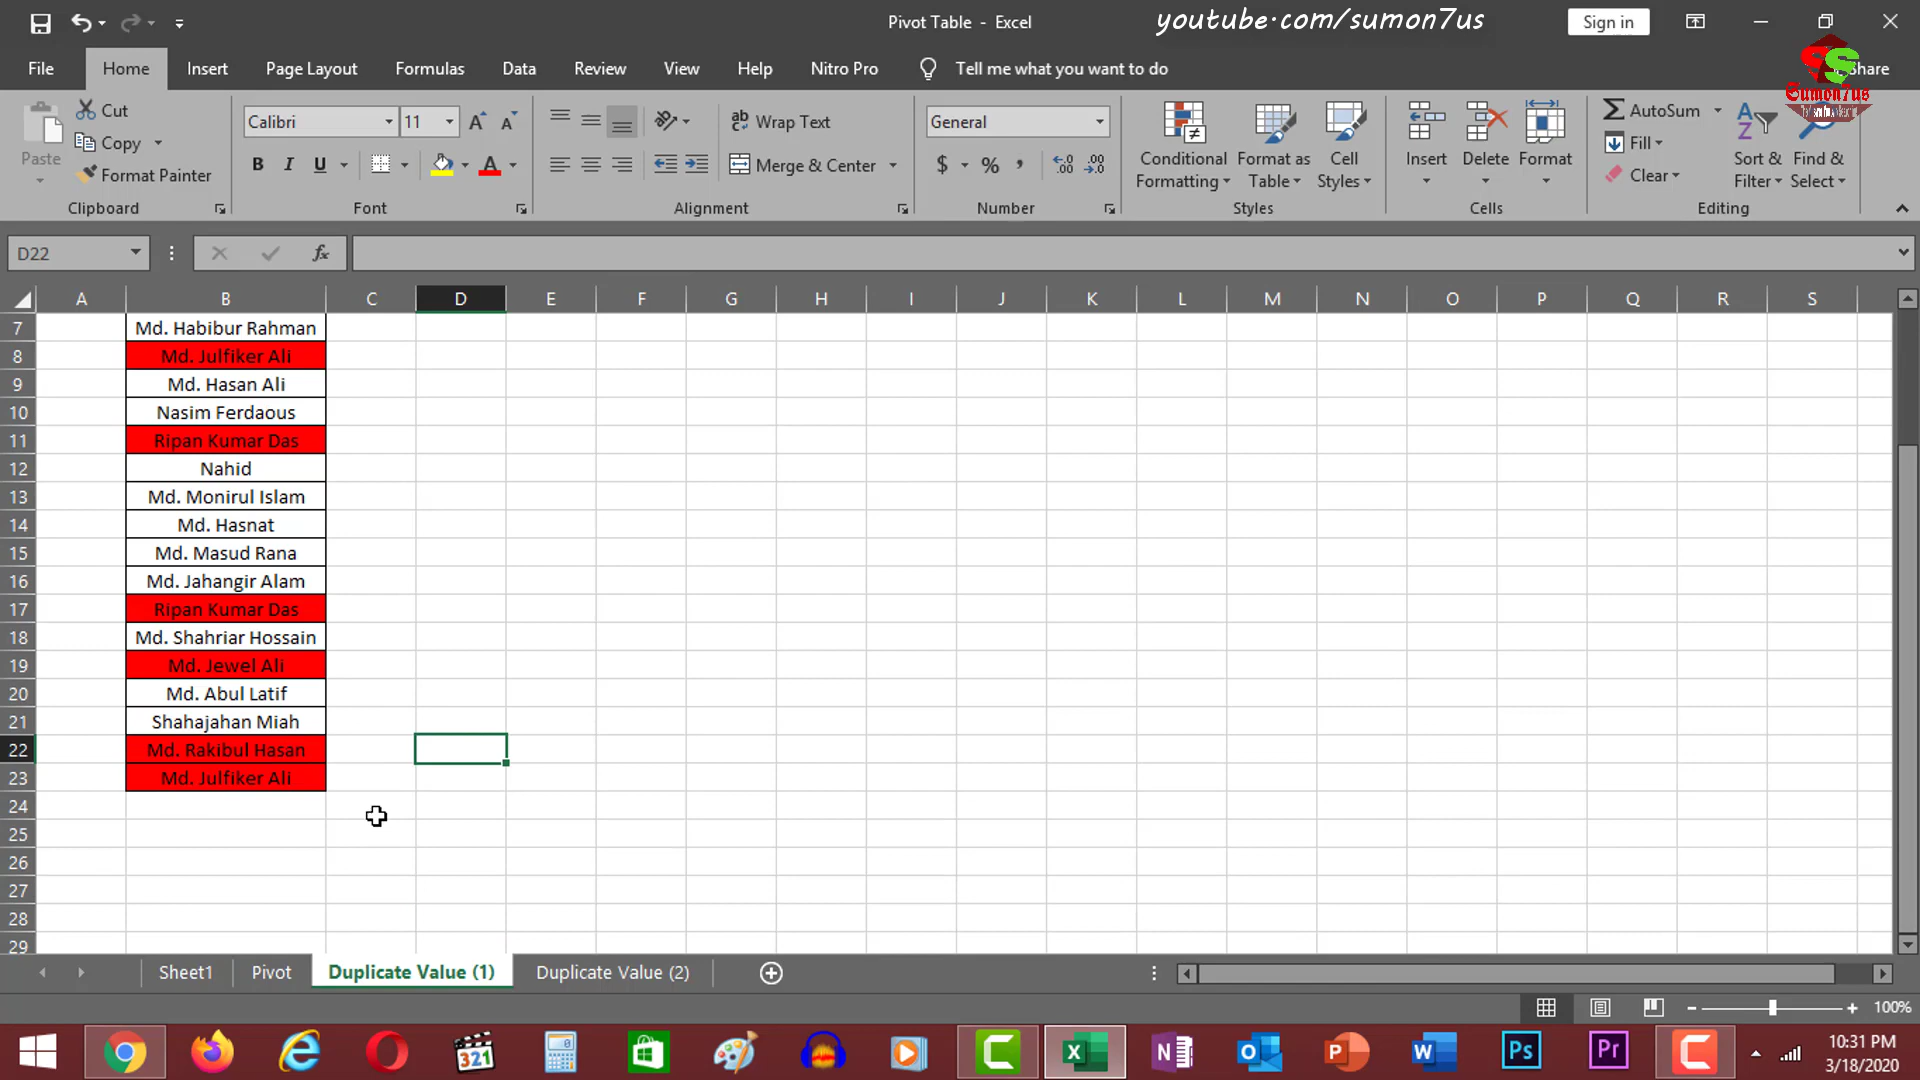 Pivot Table - Excel
youtube.com/sumon7us
Sign in
File Home Insert Page Layout Formulas Data Review View Help Nitro Pro Tell me what you want to do Share
Sumon7us
Paste
Cut
Copy
Format Painter
Clipboard
Calibri 11
B I U
Font
Wrap Text
Merge & Center
Alignment
General
$ % ,
Number
Conditional Formatting
Format as Table
Cell Styles
Styles
Insert
Delete
Format
Cells
AutoSum
Fill
Clear
Sort & Filter
Find & Select
Editing
D22
fx
A B C D E F G H I J K L M N O P Q R S
7 Md. Habibur Rahman
8 Md. Julfiker Ali
9 Md. Hasan Ali
10 Nasim Ferdaous
11 Ripan Kumar Das
12 Nahid
13 Md. Monirul Islam
14 Md. Hasnat
15 Md. Masud Rana
16 Md. Jahangir Alam
17 Ripan Kumar Das
18 Md. Shahriar Hossain
19 Md. Jewel Ali
20 Md. Abul Latif
21 Shahajahan Miah
22 Md. Rakibul Hasan
23 Md. Julfiker Ali
24
25
26
27
28
29
Sheet1 Pivot Duplicate Value (1) Duplicate Value (2)
100%
321
Ps
Pr
10:31 PM
3/18/2020